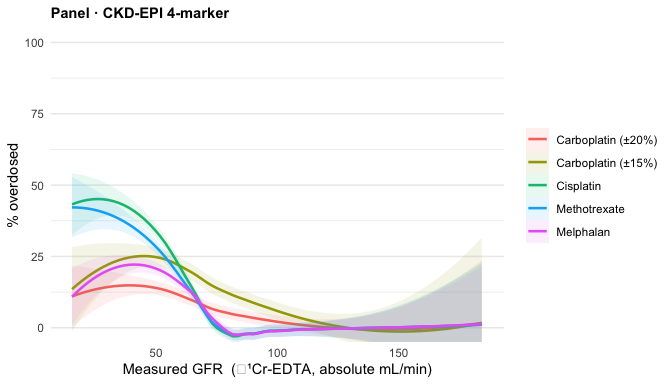 Panel · CKD-EPI 4-marker
100
75
50
25
0
% overdosed
50
100
150
Measured GFR (□¹Cr-EDTA, absolute mL/min)
Carboplatin (±20%)
Carboplatin (±15%)
Cisplatin
Methotrexate
Melphalan